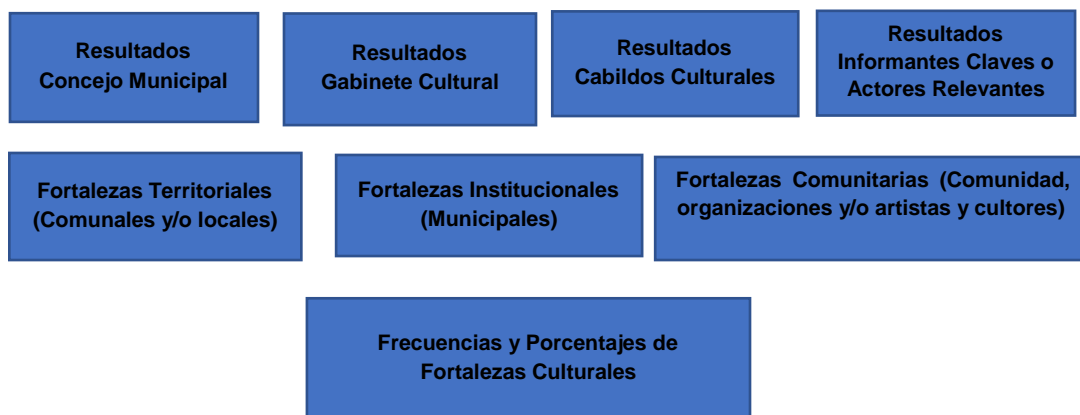 Resultados
Concejo Municipal
Resultados
Gabinete Cultural
Resultados
Cabildos Culturales
Resultados
Informantes Claves o
Actores Relevantes
Fortalezas Territoriales
(Comunales y/o locales)
Fortalezas Institucionales
(Municipales)
Fortalezas Comunitarias (Comunidad,
organizaciones y/o artistas y cultores)
Frecuencias y Porcentajes de
Fortalezas Culturales